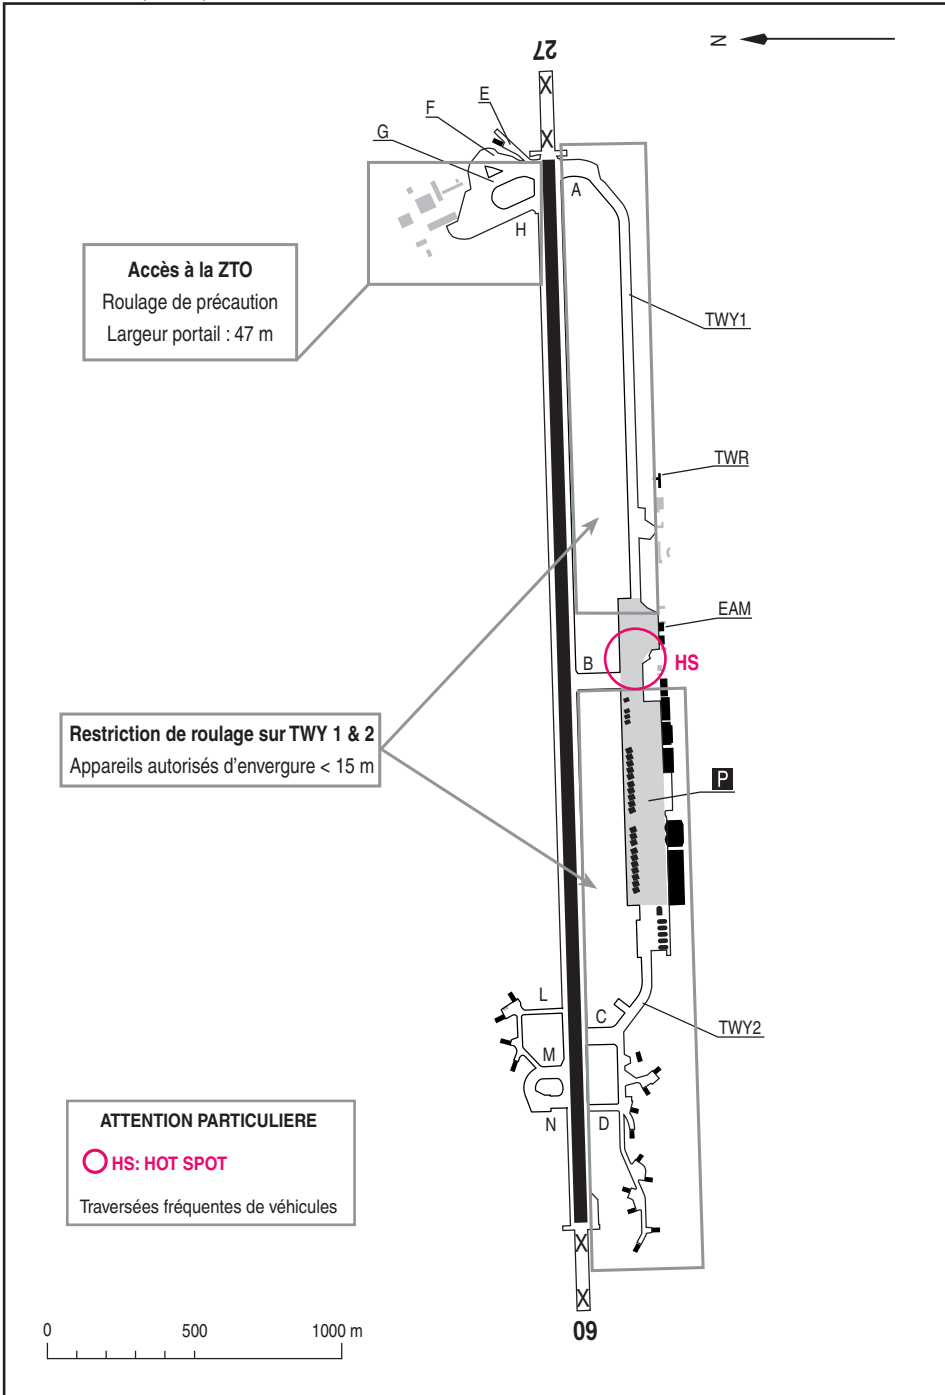 N
27
X
X
E
F
G
A
H
Accès à la ZTO
Roulage de précaution
Largeur portail : 47 m
TWY1
TWR
EAM
B
HS
Restriction de roulage sur TWY 1 & 2
Appareils autorisés d'envergure < 15 m
P
L
C
TWY2
M
N
D
ATTENTION PARTICULIERE
HS: HOT SPOT
Traversées fréquentes de véhicules
X
X
09
0 500 1000 m